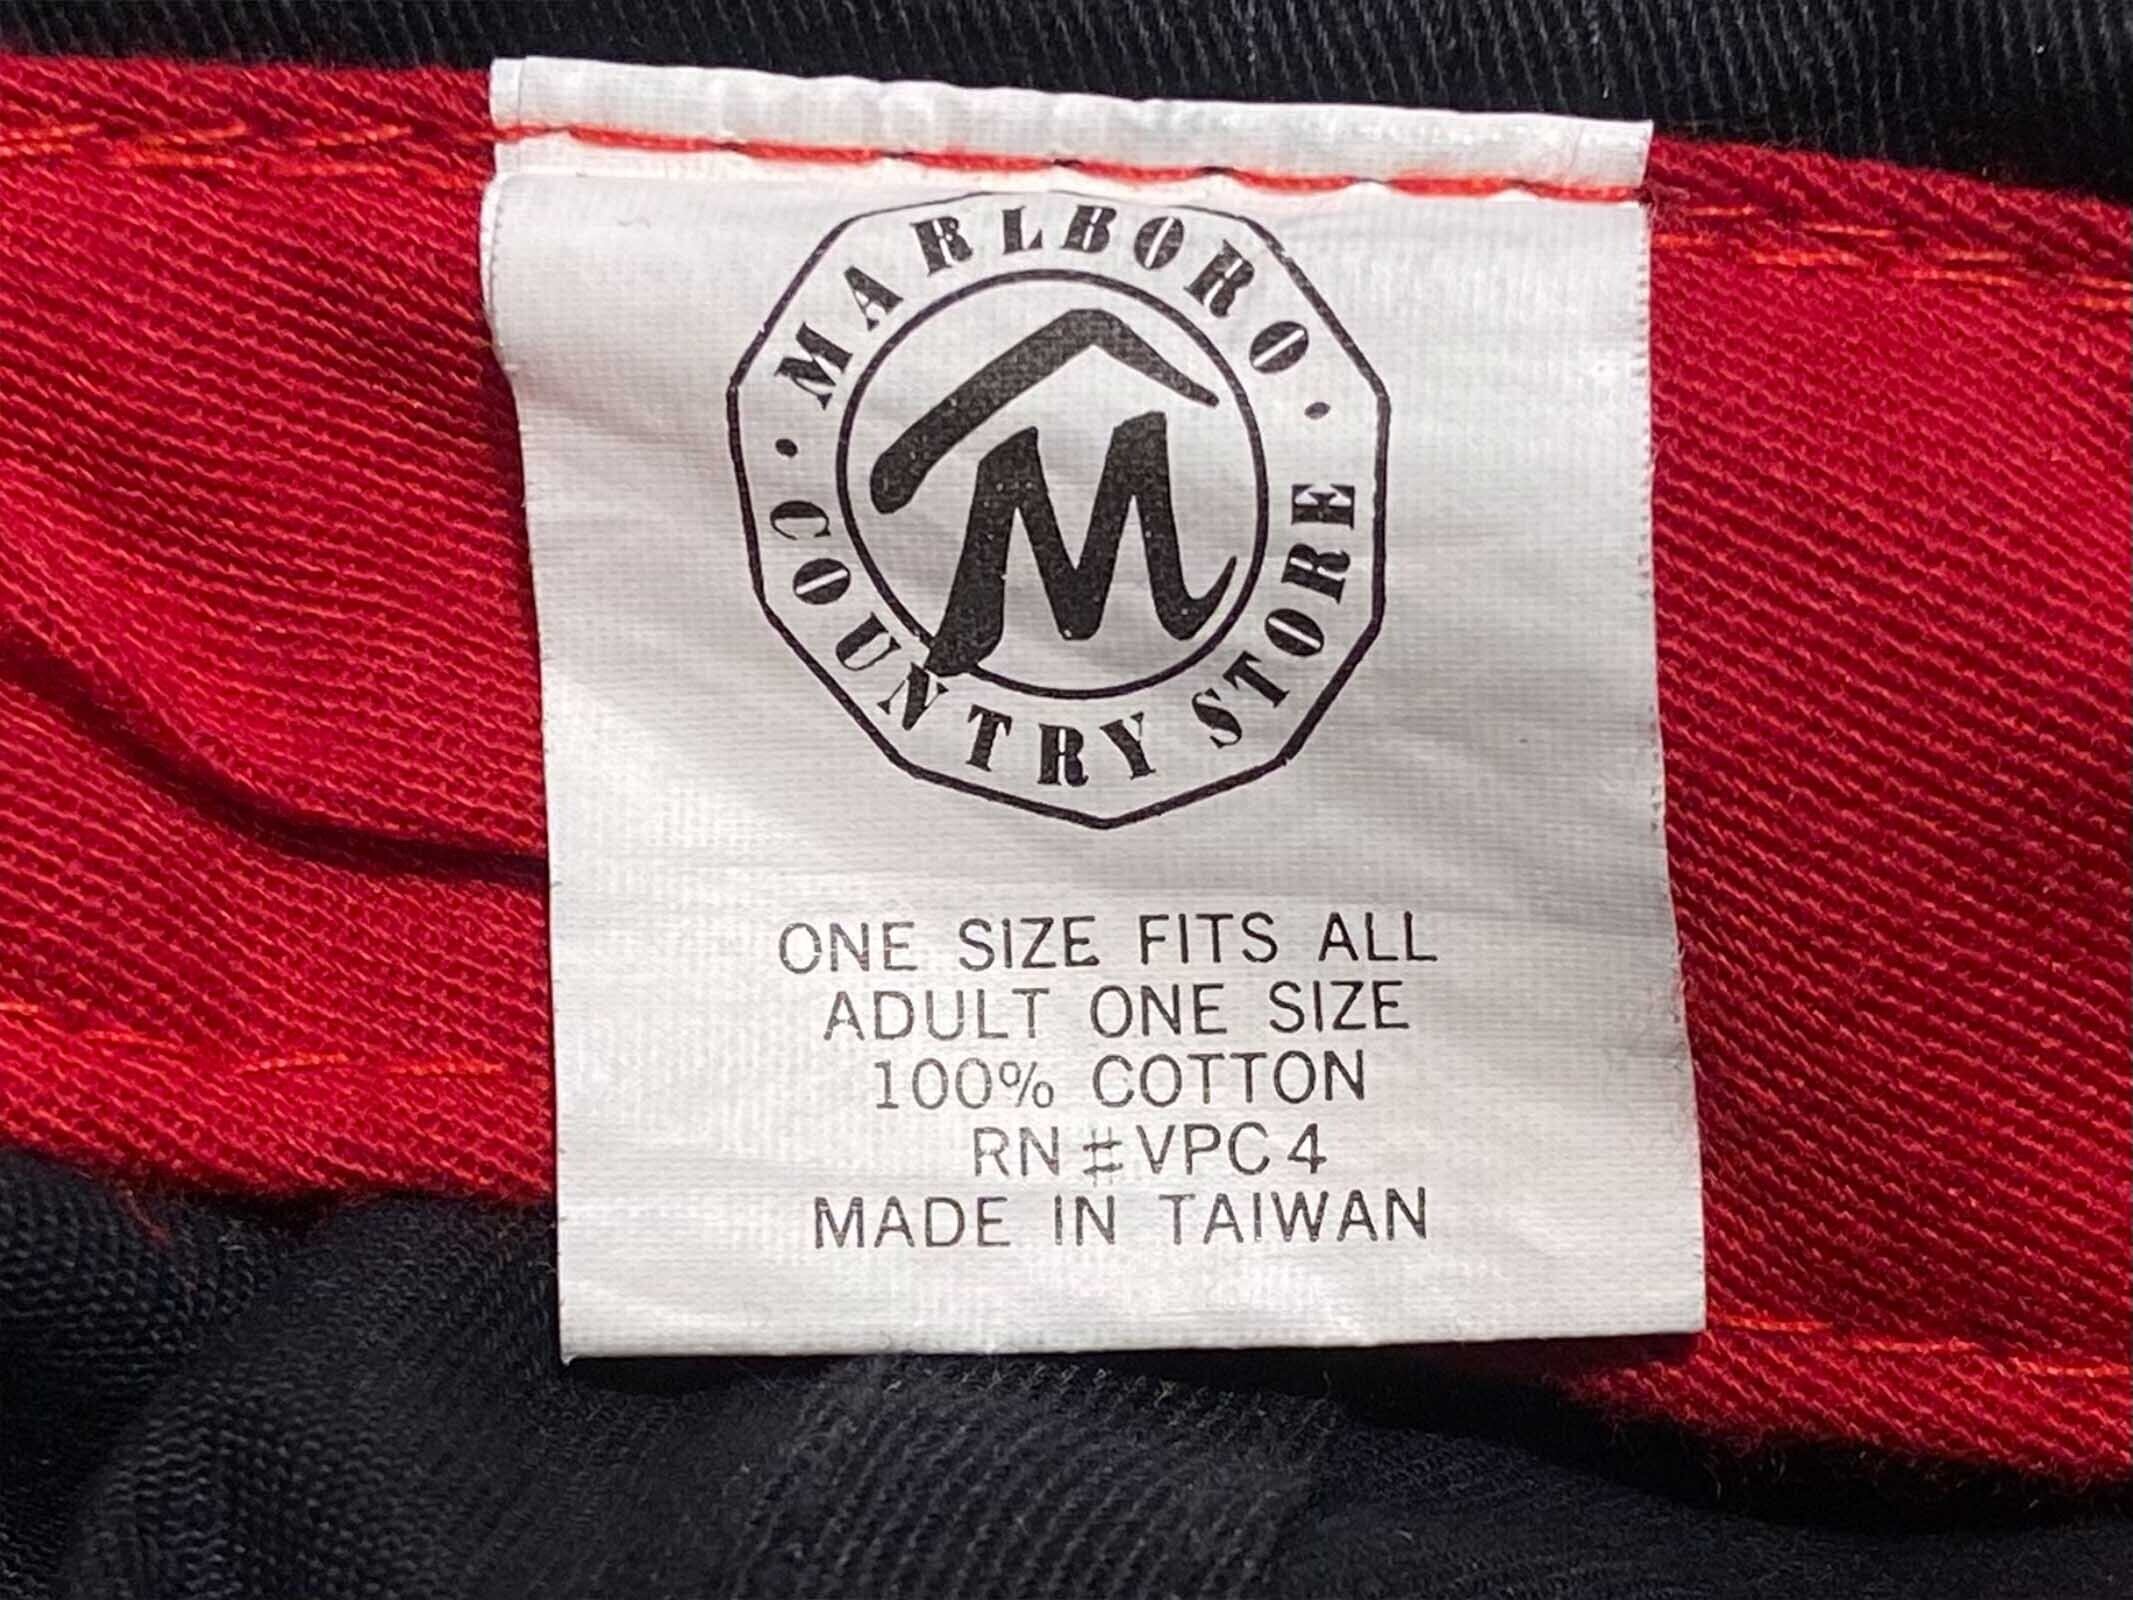 MARLBORO
COUNTRY STORE
M
ONE SIZE FITS ALL
ADULT ONE SIZE
100% COTTON
RN#VPC4
MADE IN TAIWAN